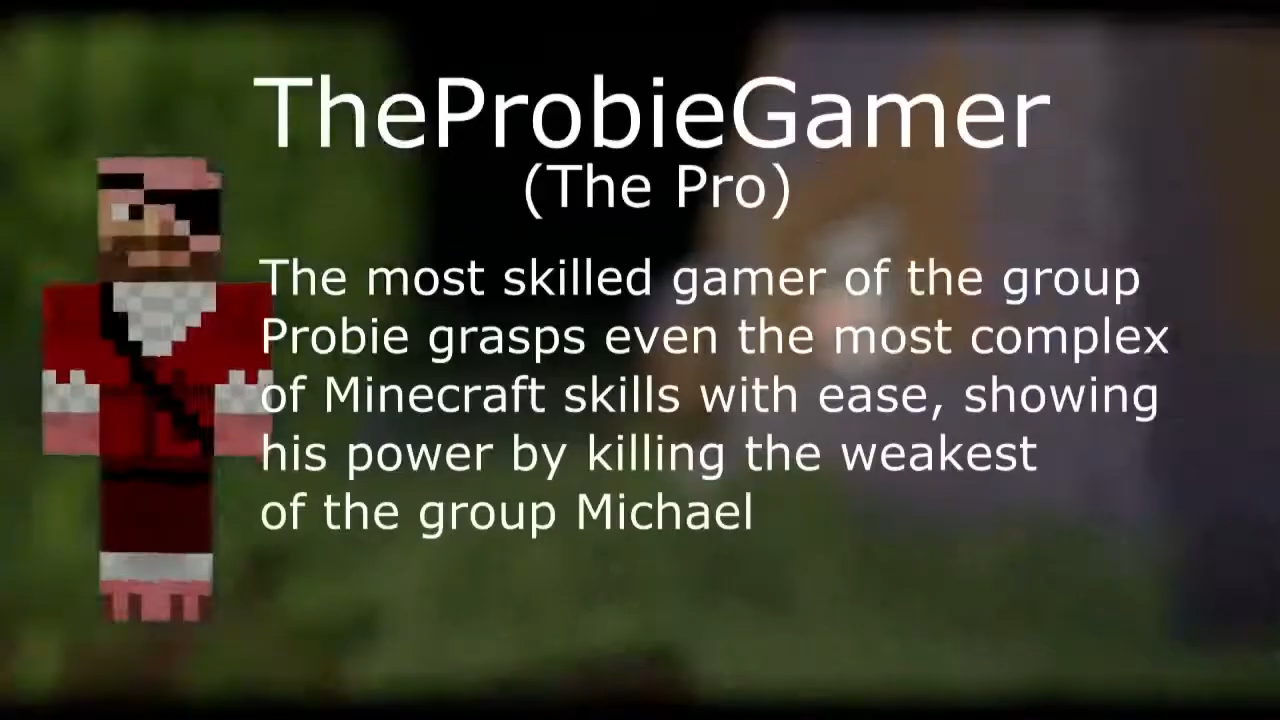 TheProbieGamer
(The Pro)
The most skilled gamer of the group
Probie grasps even the most complex
of Minecraft skills with ease, showing
his power by killing the weakest
of the group Michael